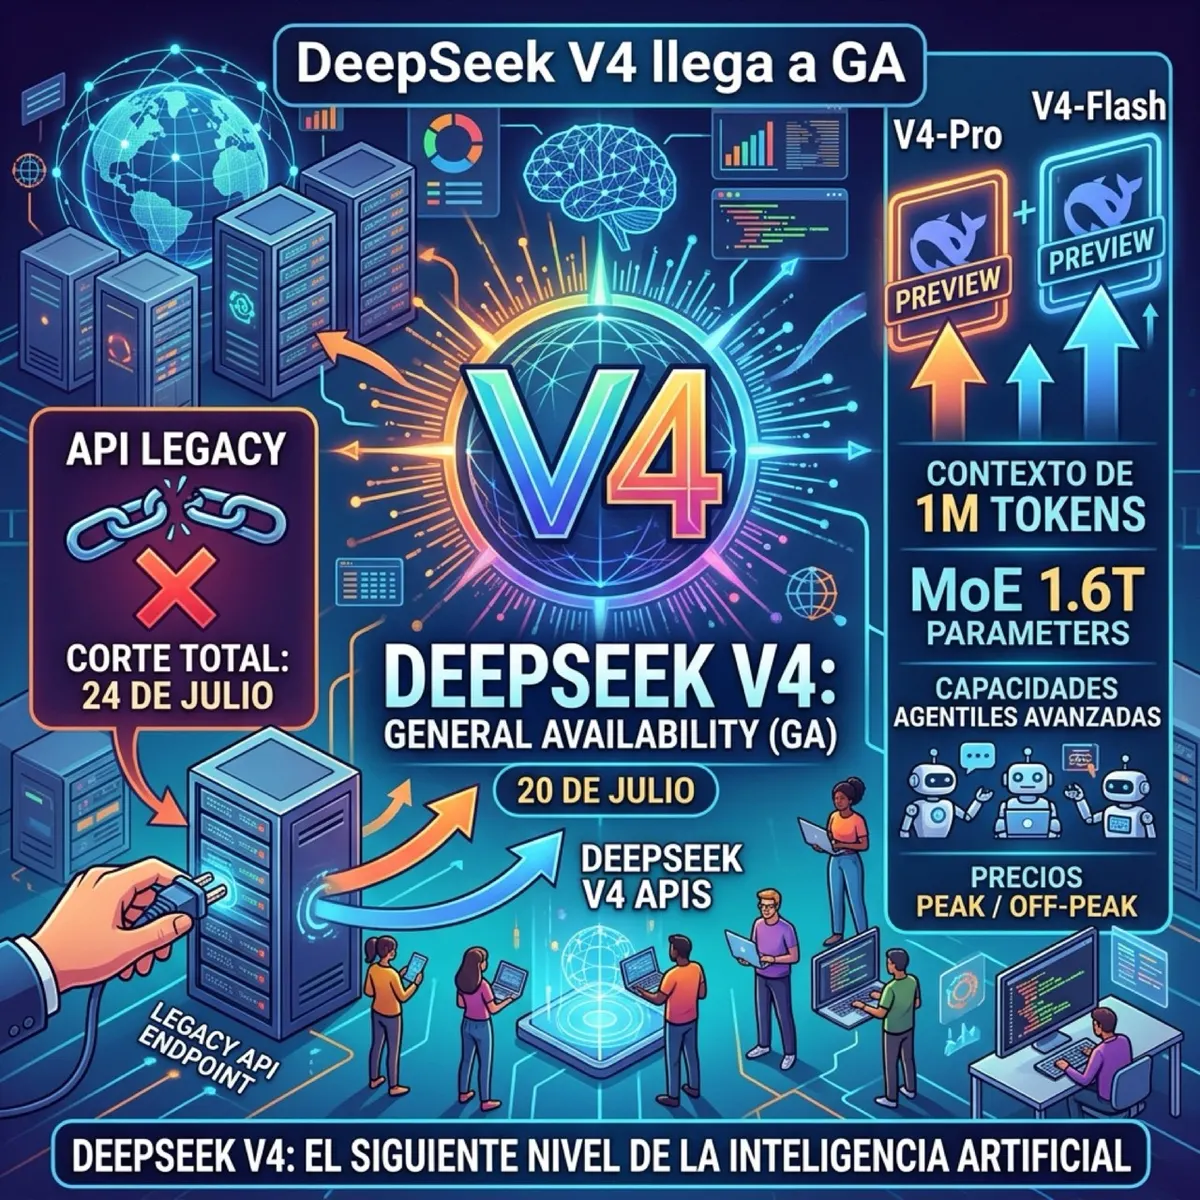 DeepSeek V4 llega a GA
V4-Pro
V4-Flash
PREVIEW
+
PREVIEW
V4
API LEGACY
CORTE TOTAL:
24 DE JULIO
CONTEXTO DE
1M TOKENS
MoE 1.6T
PARAMETERS
CAPACIDADES
AGENTILES AVANZADAS
PRECIOS
PEAK / OFF-PEAK
DEEPSEEK V4:
GENERAL AVAILABILITY (GA)
20 DE JULIO
DEEPSEEK
V4 APIS
LEGACY API
ENDPOINT
DEEPSEEK V4: EL SIGUIENTE NIVEL DE LA INTELIGENCIA ARTIFICIAL